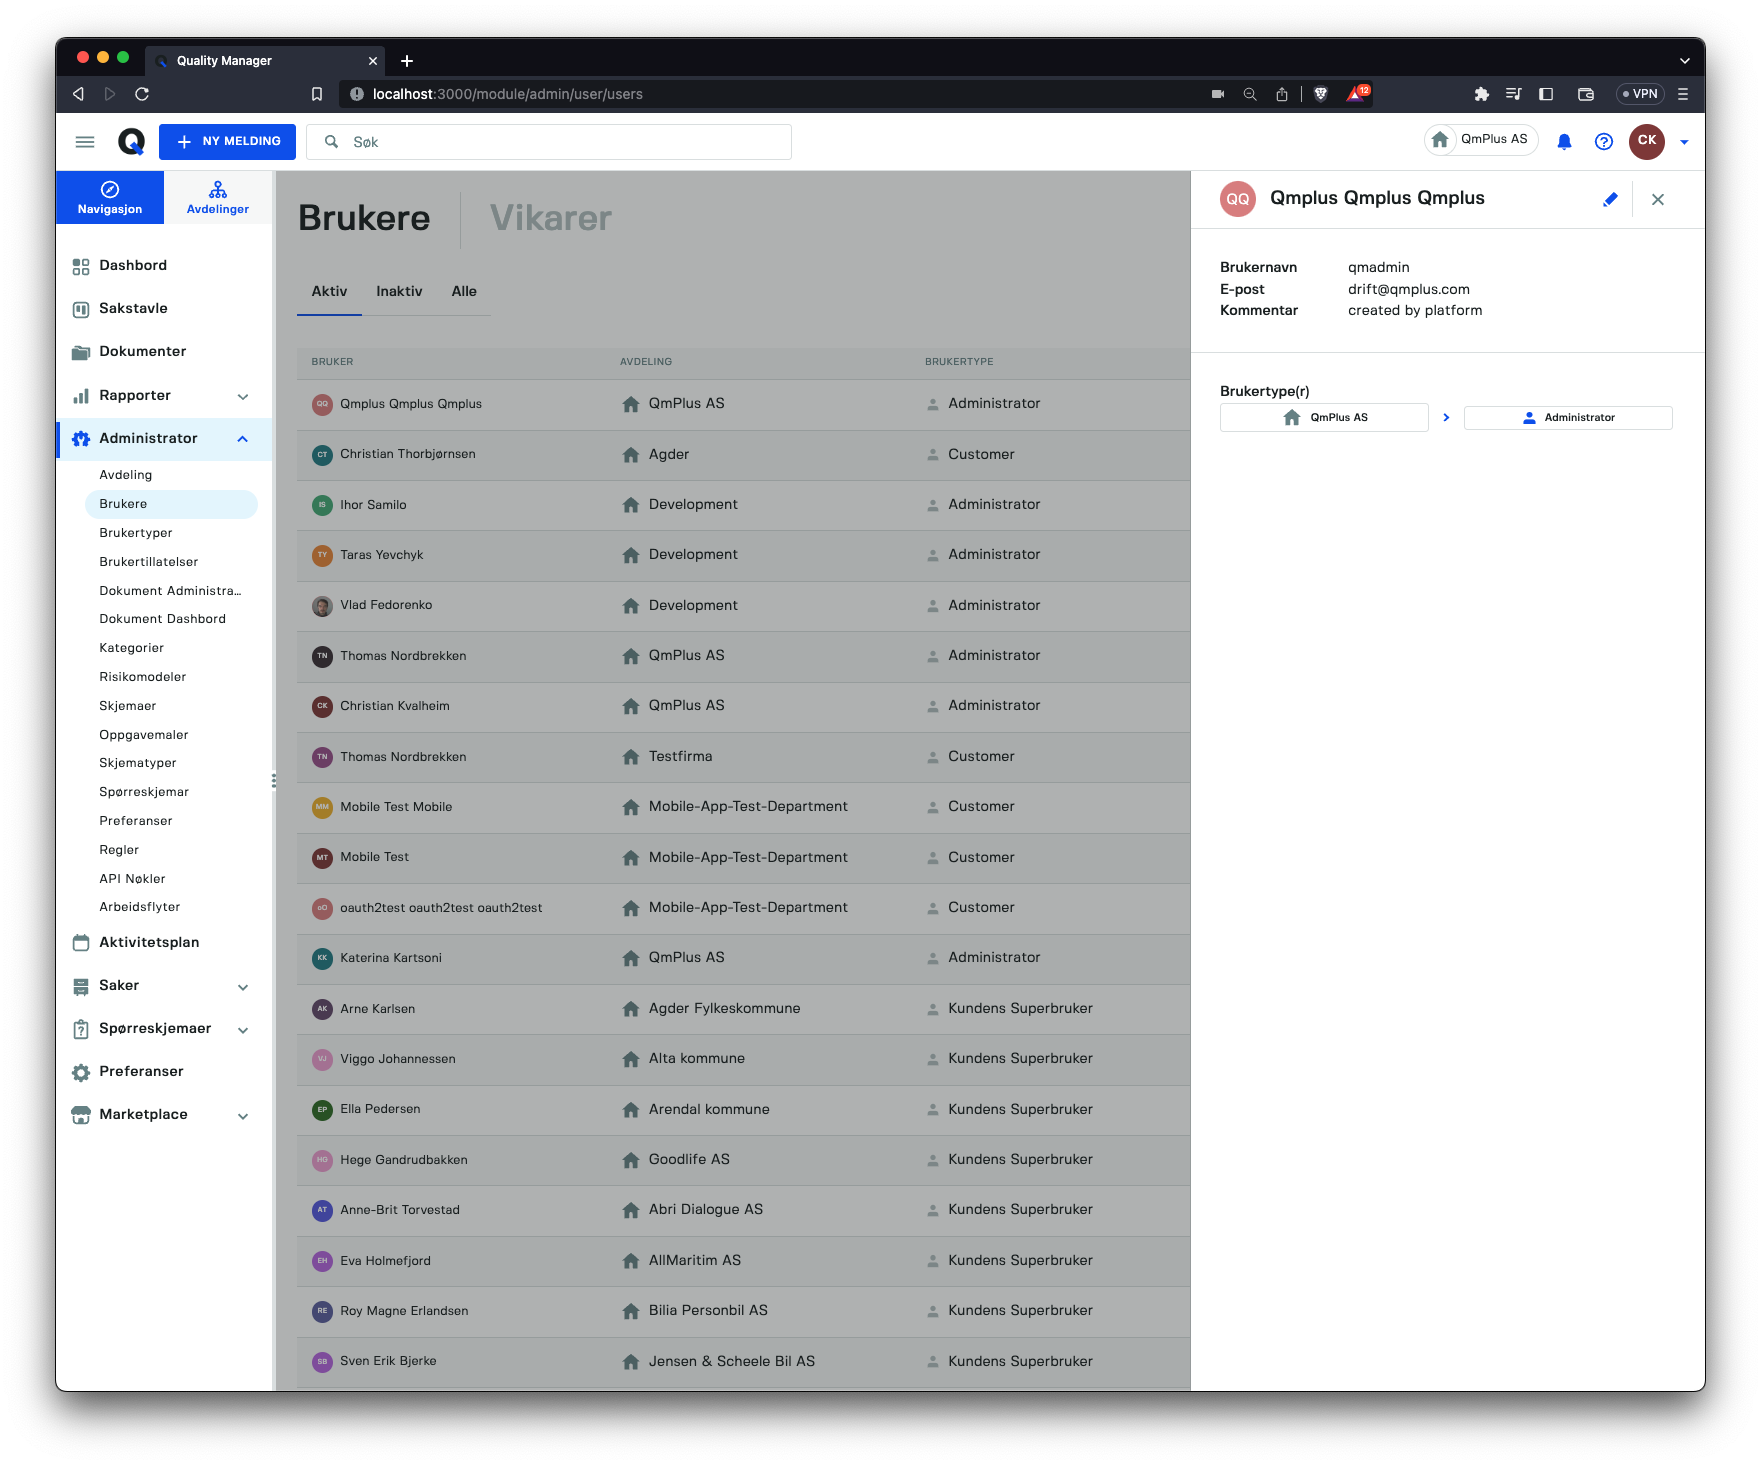 Quality Manager
localhost:3000/module/admin/user/users
12
VPN
NY MELDING
Søk
QmPlus AS
CK
Navigasjon
Avdelinger
Dashbord
Sakstavle
Dokumenter
Rapporter
Administrator
Avdeling
Brukere
Brukertyper
Brukertillatelser
Dokument Administra...
Dokument Dashbord
Kategorier
Risikomodeler
Skjemaer
Oppgavemaler
Skjematyper
Spørreskjemar
Preferanser
Regler
API Nøkler
Arbeidsflyter
Aktivitetsplan
Saker
Spørreskjemaer
Preferanser
Marketplace
Brukere
Vikarer
Aktiv Inaktiv Alle
BRUKER AVDELING BRUKERTYPE
QQ Qmplus Qmplus Qmplus QmPlus AS Administrator
CT Christian Thorbjørnsen Agder Customer
IS Ihor Samilo Development Administrator
TY Taras Yevchyk Development Administrator
Vlad Fedorenko Development Administrator
TN Thomas Nordbrekken QmPlus AS Administrator
CK Christian Kvalheim QmPlus AS Administrator
TN Thomas Nordbrekken Testfirma Customer
MM Mobile Test Mobile Mobile-App-Test-Department Customer
MT Mobile Test Mobile-App-Test-Department Customer
oO oauth2test oauth2test oauth2test Mobile-App-Test-Department Customer
KK Katerina Kartsoni QmPlus AS Administrator
AK Arne Karlsen Agder Fylkeskommune Kundens Superbruker
VJ Viggo Johannessen Alta kommune Kundens Superbruker
EP Ella Pedersen Arendal kommune Kundens Superbruker
HG Hege Gandrudbakken Goodlife AS Kundens Superbruker
AT Anne-Brit Torvestad Abri Dialogue AS Kundens Superbruker
EH Eva Holmefjord AllMaritim AS Kundens Superbruker
RE Roy Magne Erlandsen Bilia Personbil AS Kundens Superbruker
SB Sven Erik Bjerke Jensen & Scheele Bil AS Kundens Superbruker
QQ Qmplus Qmplus Qmplus
Brukernavn qmadmin
E-post drift@qmplus.com
Kommentar created by platform
Brukertype(r)
QmPlus AS Administrator